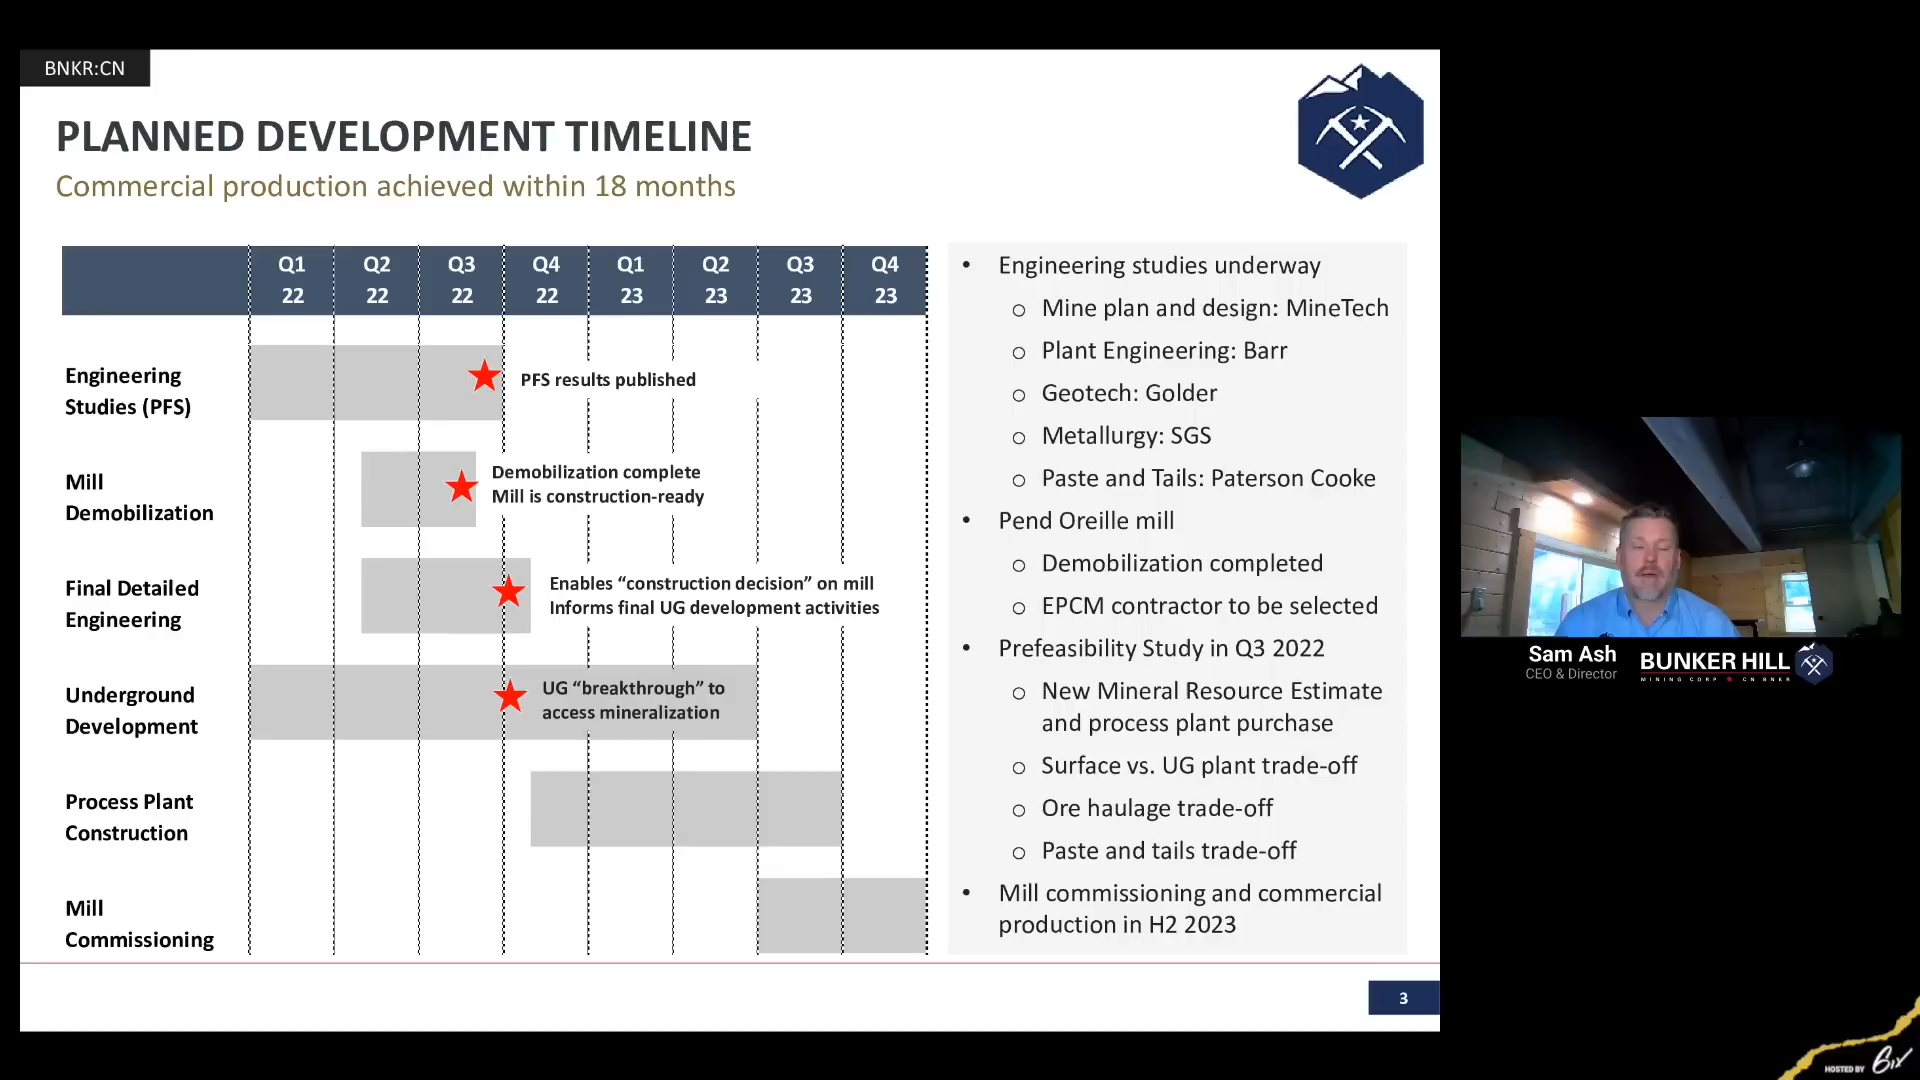 BNKR:CN
PLANNED DEVELOPMENT TIMELINE
Commercial production achieved within 18 months
Q1 Q2 Q3 Q4 Q1 Q2 Q3 Q4
22 22 22 22 23 23 23 23
Engineering
Studies (PFS)
PFS results published
Mill
Demobilization
Demobilization complete
Mill is construction-ready
Final Detailed
Engineering
Enables “construction decision” on mill
Informs final UG development activities
Underground
Development
UG “breakthrough” to
access mineralization
Process Plant
Construction
Mill
Commissioning
• Engineering studies underway
o Mine plan and design: MineTech
o Plant Engineering: Barr
o Geotech: Golder
o Metallurgy: SGS
o Paste and Tails: Paterson Cooke
• Pend Oreille mill
o Demobilization completed
o EPCM contractor to be selected
• Prefeasibility Study in Q3 2022
o New Mineral Resource Estimate
and process plant purchase
o Surface vs. UG plant trade-off
o Ore haulage trade-off
o Paste and tails trade-off
• Mill commissioning and commercial
production in H2 2023
3
Sam Ash
CEO & Director
BUNKER HILL
MINING CORP CN BNKR
HOSTED BY 6ix